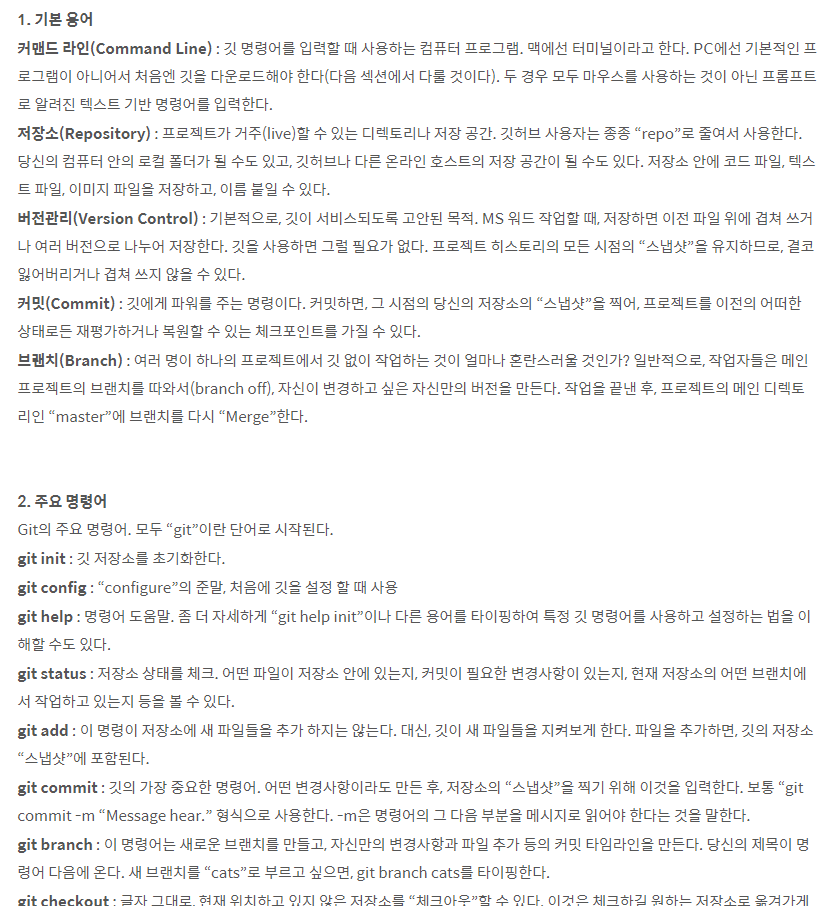 1. 기본 용어
커맨드 라인(Command Line) : 깃 명령어를 입력할 때 사용하는 컴퓨터 프로그램. 맥에선 터미널이라고 한다. PC에선 기본적인 프
로그램이 아니어서 처음엔 깃을 다운로드해야 한다(다음 섹션에서 다룰 것이다). 두 경우 모두 마우스를 사용하는 것이 아닌 프롬프트
로 알려진 텍스트 기반 명령어를 입력한다.
저장소(Repository) : 프로젝트가 거주(live)할 수 있는 디렉토리나 저장 공간. 깃허브 사용자는 종종 “repo”로 줄여서 사용한다.
당신의 컴퓨터 안의 로컬 폴더가 될 수도 있고, 깃허브나 다른 온라인 호스트의 저장 공간이 될 수도 있다. 저장소 안에 코드 파일, 텍스
트 파일, 이미지 파일을 저장하고, 이름 붙일 수 있다.
버전관리(Version Control) : 기본적으로, 깃이 서비스되도록 고안된 목적. MS 워드 작업할 때, 저장하면 이전 파일 위에 겹쳐 쓰거
나 여러 버전으로 나누어 저장한다. 깃을 사용하면 그럴 필요가 없다. 프로젝트 히스토리의 모든 시점의 “스냅샷”을 유지하므로, 결코
잃어버리거나 겹쳐 쓰지 않을 수 있다.
커밋(Commit) : 깃에게 파워를 주는 명령이다. 커밋하면, 그 시점의 당신의 저장소의 “스냅샷”을 찍어, 프로젝트를 이전의 어떠한
상태로든 재평가하거나 복원할 수 있는 체크포인트를 가질 수 있다.
브랜치(Branch) : 여러 명이 하나의 프로젝트에서 깃 없이 작업하는 것이 얼마나 혼란스러울 것인가? 일반적으로, 작업자들은 메인
프로젝트의 브랜치를 따와서(branch off), 자신이 변경하고 싶은 자신만의 버전을 만든다. 작업을 끝낸 후, 프로젝트의 메인 디렉토
리인 “master”에 브랜치를 다시 “Merge”한다.
2. 주요 명령어
Git의 주요 명령어. 모두 “git”이란 단어로 시작된다.
git init : 깃 저장소를 초기화한다.
git config : “configure”의 준말, 처음에 깃을 설정 할 때 사용
git help : 명령어 도움말. 좀 더 자세하게 “git help init”이나 다른 용어를 타이핑하여 특정 깃 명령어를 사용하고 설정하는 법을 이
해할 수도 있다.
git status : 저장소 상태를 체크. 어떤 파일이 저장소 안에 있는지, 커밋이 필요한 변경사항이 있는지, 현재 저장소의 어떤 브랜치에
서 작업하고 있는지 등을 볼 수 있다.
git add : 이 명령이 저장소에 새 파일들을 추가 하지는 않는다. 대신, 깃이 새 파일들을 지켜보게 한다. 파일을 추가하면, 깃의 저장소
“스냅샷”에 포함된다.
git commit : 깃의 가장 중요한 명령어. 어떤 변경사항이라도 만든 후, 저장소의 “스냅샷”을 찍기 위해 이것을 입력한다. 보통 “git
commit -m “Message hear.” 형식으로 사용한다. -m은 명령어의 그 다음 부분을 메시지로 읽어야 한다는 것을 말한다.
git branch : 이 명령어는 새로운 브랜치를 만들고, 자신만의 변경사항과 파일 추가 등의 커밋 타임라인을 만든다. 당신의 제목이 명
령어 다음에 온다. 새 브랜치를 “cats”로 부르고 싶으면, git branch cats를 타이핑한다.
git checkout : 글자 그대로, 현재 위치하고 있지 않은 저장소를 “체크아웃”할 수 있다. 이것은 체크하길 원하는 저장소로 옮겨가게